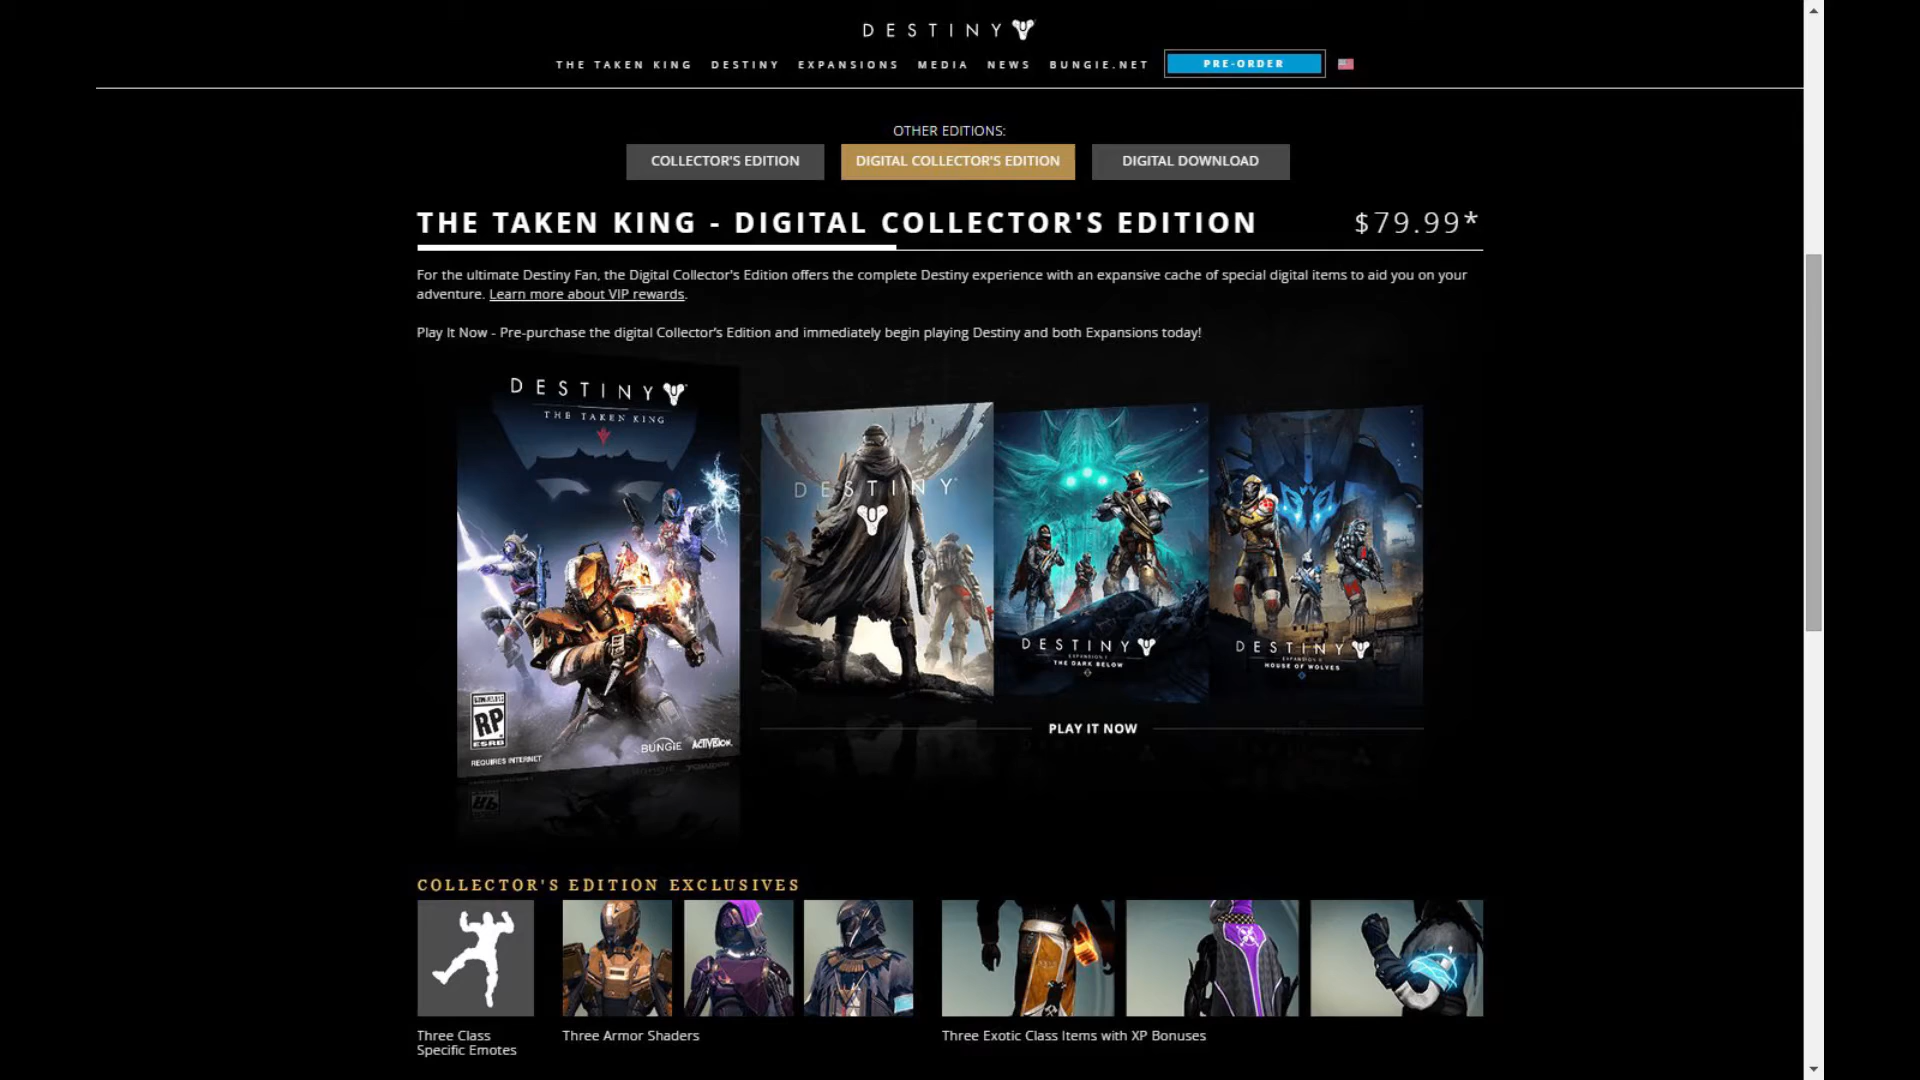 DESTINY
THE TAKEN KING DESTINY EXPANSIONS MEDIA NEWS BUNGIE.NET PRE-ORDER
OTHER EDITIONS:
COLLECTOR'S EDITION DIGITAL COLLECTOR'S EDITION DIGITAL DOWNLOAD
THE TAKEN KING - DIGITAL COLLECTOR'S EDITION $79.99*
For the ultimate Destiny Fan, the Digital Collector's Edition offers the complete Destiny experience with an expansive cache of special digital items to aid you on your
adventure. Learn more about VIP rewards.
Play It Now - Pre-purchase the digital Collector's Edition and immediately begin playing Destiny and both Expansions today!
DESTINY
THE TAKEN KING
RP
ESRB
REQUIRES INTERNET
BUNGIE ACTIVISION.
DESTINY
DESTINY
EXPANSION I
THE DARK BELOW
DESTINY
EXPANSION II
HOUSE OF WOLVES
PLAY IT NOW
COLLECTOR'S EDITION EXCLUSIVES
Three Class
Specific Emotes
Three Armor Shaders
Three Exotic Class Items with XP Bonuses